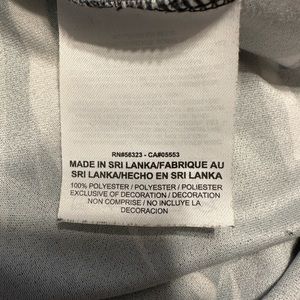 RN#56323 - CA#05553
MADE IN SRI LANKA/FABRIQUE AU
SRI LANKA/HECHO EN SRI LANKA
100% POLYESTER / POLYESTER / POLIESTER
EXCLUSIVE OF DECORATION / DECORATION
NON COMPRISE / NO INCLUYE LA
DECORACION